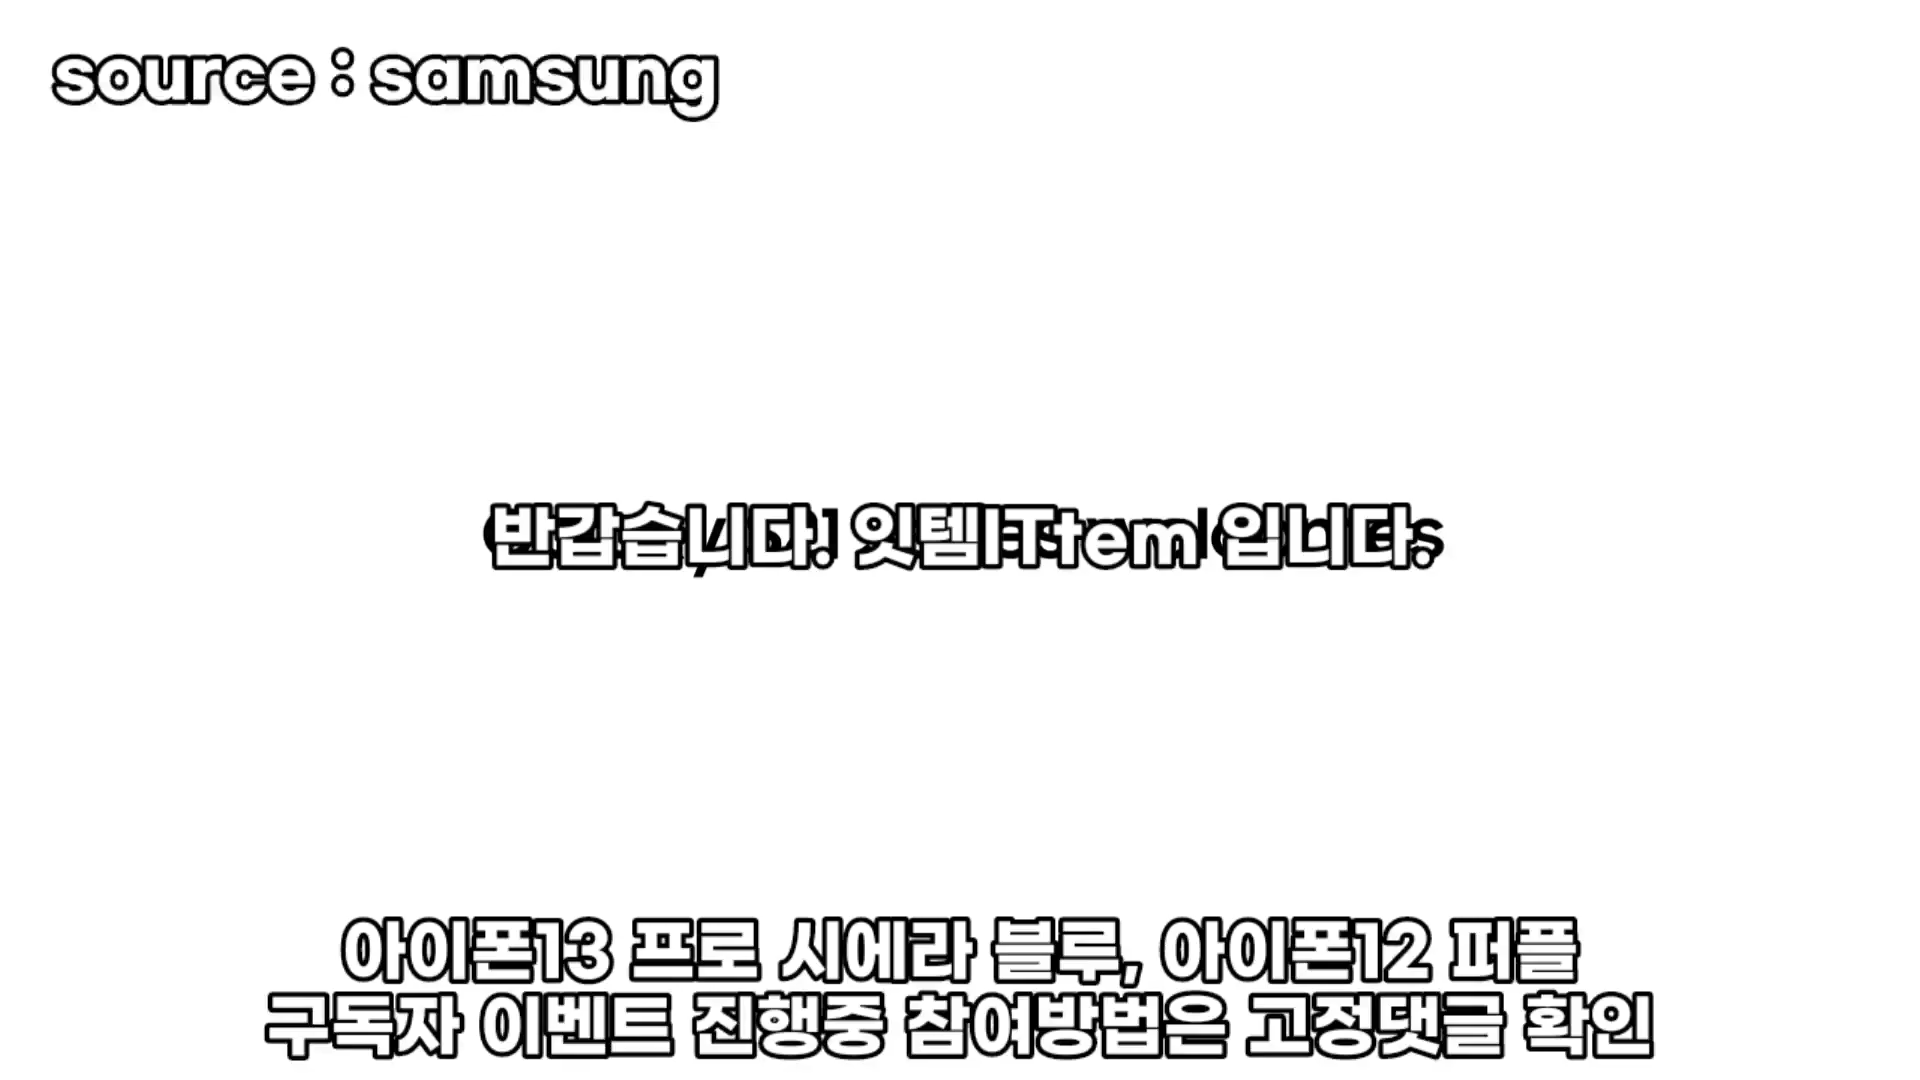 source : samsung
반갑습니다. 잇템ITtem 입니다.
아이폰13 프로 시에라 블루, 아이폰12 퍼플
구독자 이벤트 진행중 참여방법은 고정댓글 확인